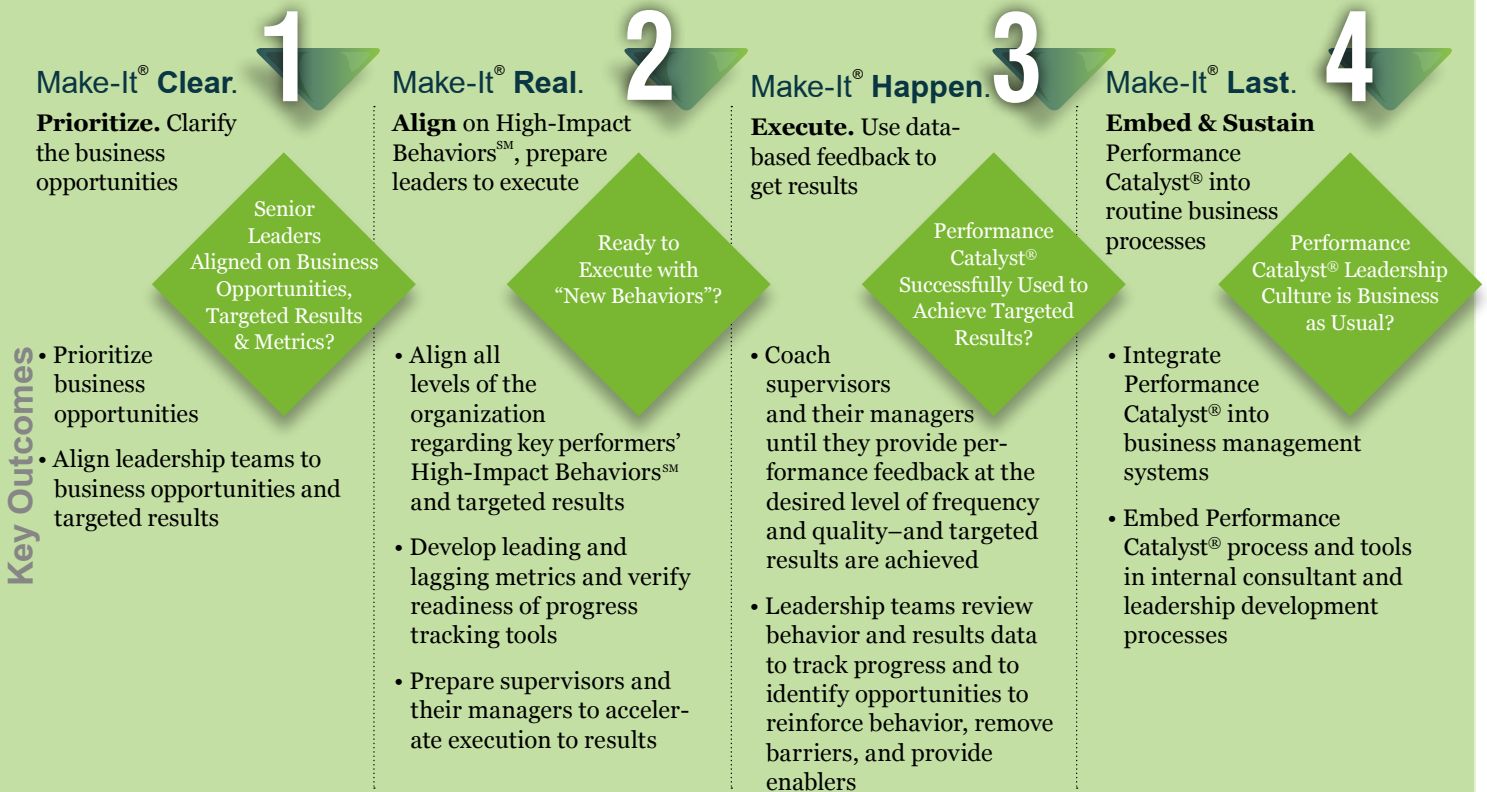 1
Make-It® Clear.
Prioritize. Clarify
the business
opportunities
Senior
Leaders
Aligned on Business
Opportunities,
Targeted Results
& Metrics?
Key Outcomes
• Prioritize
business
opportunities
• Align leadership teams to
business opportunities and
targeted results
2
Make-It® Real.
Align on High-Impact
Behaviors℠, prepare
leaders to execute
Ready to
Execute with
“New Behaviors”?
• Align all
levels of the
organization
regarding key performers’
High-Impact Behaviors℠
and targeted results
• Develop leading and
lagging metrics and verify
readiness of progress
tracking tools
• Prepare supervisors and
their managers to acceler-
ate execution to results
3
Make-It® Happen.
Execute. Use data-
based feedback to
get results
Performance
Catalyst®
Successfully Used to
Achieve Targeted
Results?
• Coach
supervisors
and their managers
until they provide per-
formance feedback at the
desired level of frequency
and quality–and targeted
results are achieved
• Leadership teams review
behavior and results data
to track progress and to
identify opportunities to
reinforce behavior, remove
barriers, and provide
enablers
4
Make-It® Last.
Embed & Sustain
Performance
Catalyst® into
routine business
processes
Performance
Catalyst® Leadership
Culture is Business
as Usual?
• Integrate
Performance
Catalyst® into
business management
systems
• Embed Performance
Catalyst® process and tools
in internal consultant and
leadership development
processes